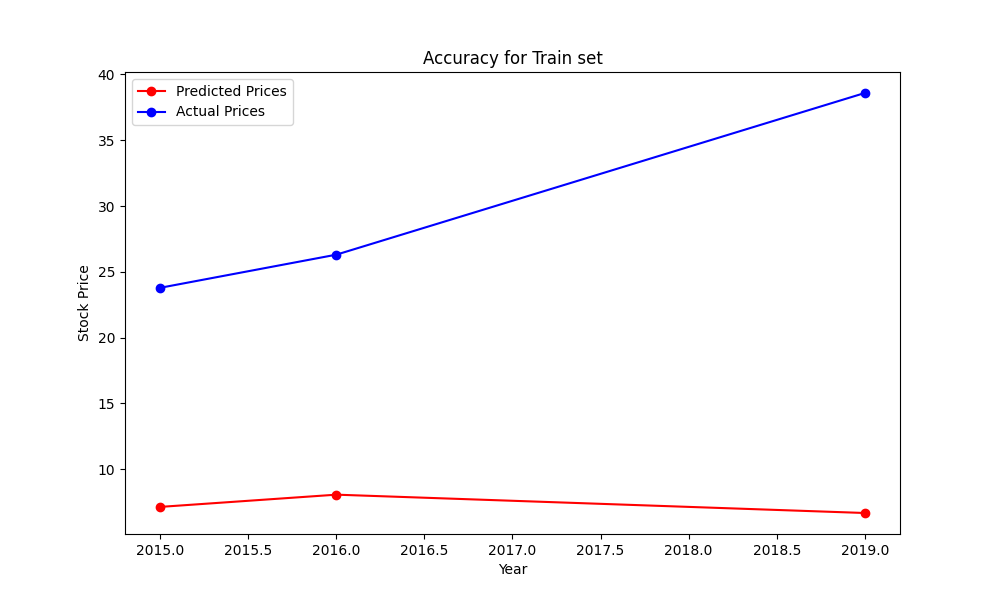 Accuracy for Train set
Predicted Prices
Actual Prices
40
35
30
25
20
15
10
Stock Price
2015.0 2015.5 2016.0 2016.5 2017.0 2017.5 2018.0 2018.5 2019.0
Year